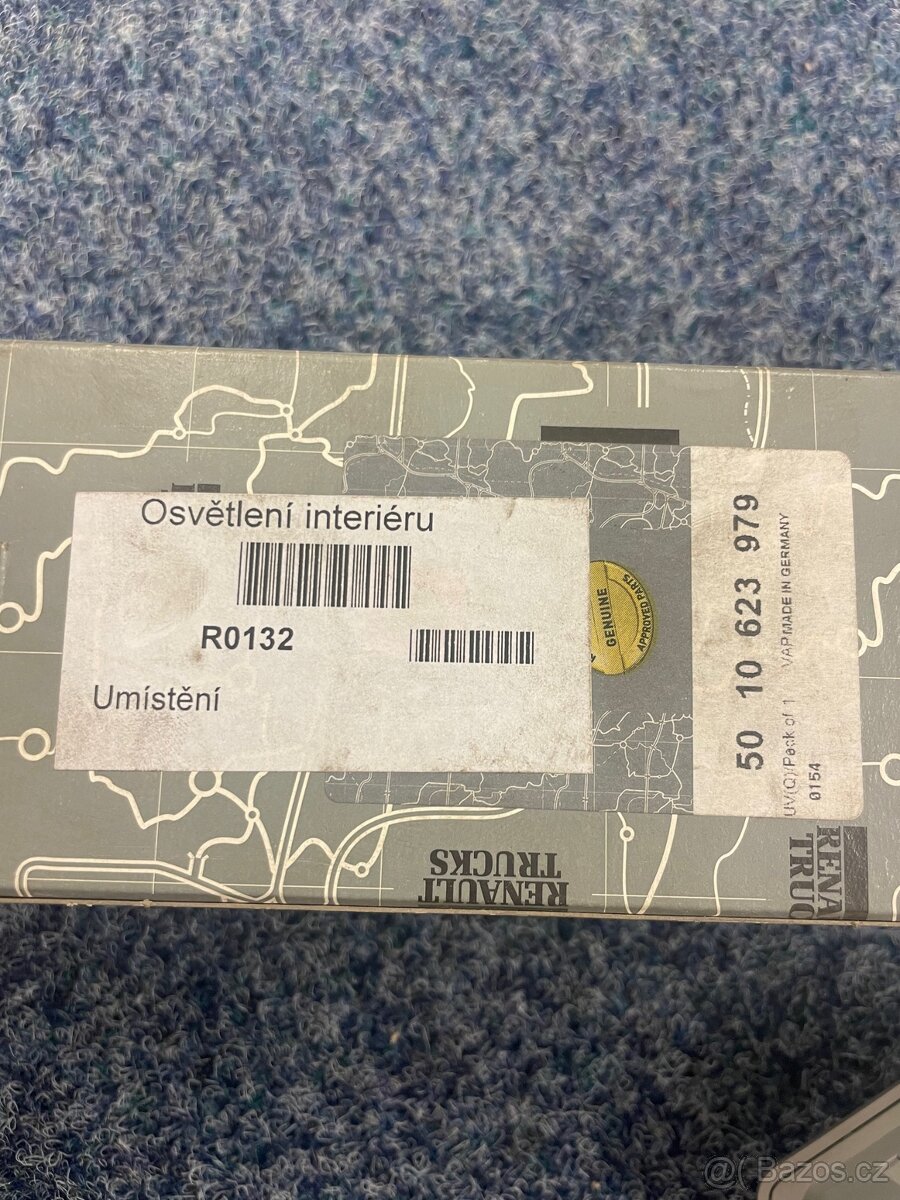 Osvětlení interiéru
R0132
Umístění
GENUINE
APPROVED PARTS
50 10 623 979
UV(Q)/Pack of 1 VAP MADE IN GERMANY
0154
RENAULT
TRUCKS
RENA
TRUC
@( Bazos.cz